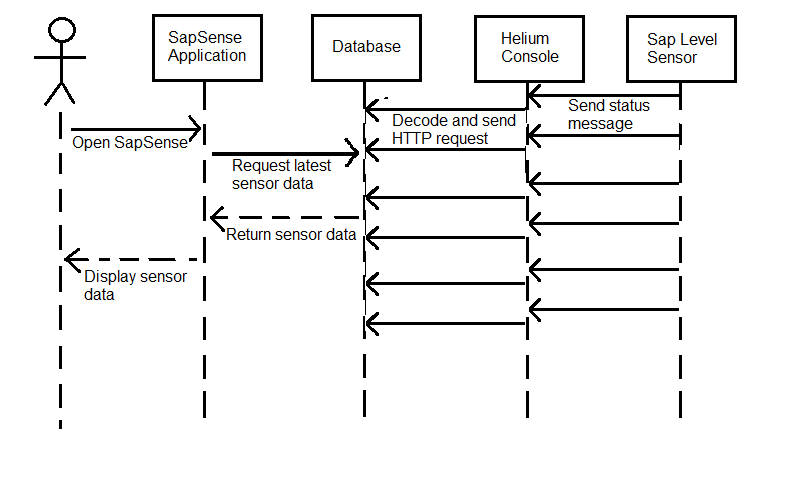 SapSense
Application
Database
Helium
Console
Sap Level
Sensor
Send status
message
Decode and send
HTTP request
Open SapSense
Request latest
sensor data
Return sensor data
Display sensor
data